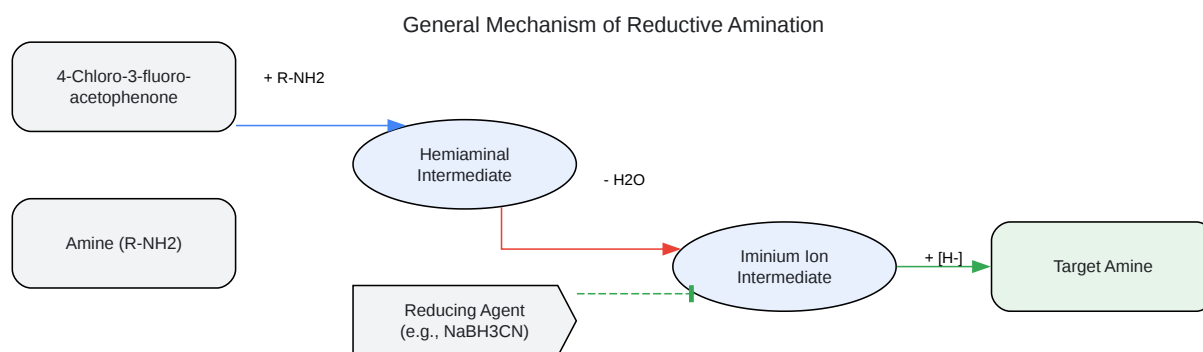 General Mechanism of Reductive Amination
4-Chloro-3-fluoro-
acetophenone
+ R-NH2
Hemiaminal
Intermediate
- H2O
Amine (R-NH2)
Iminium Ion
Intermediate
+ [H-]
Target Amine
Reducing Agent
(e.g., NaBH3CN)